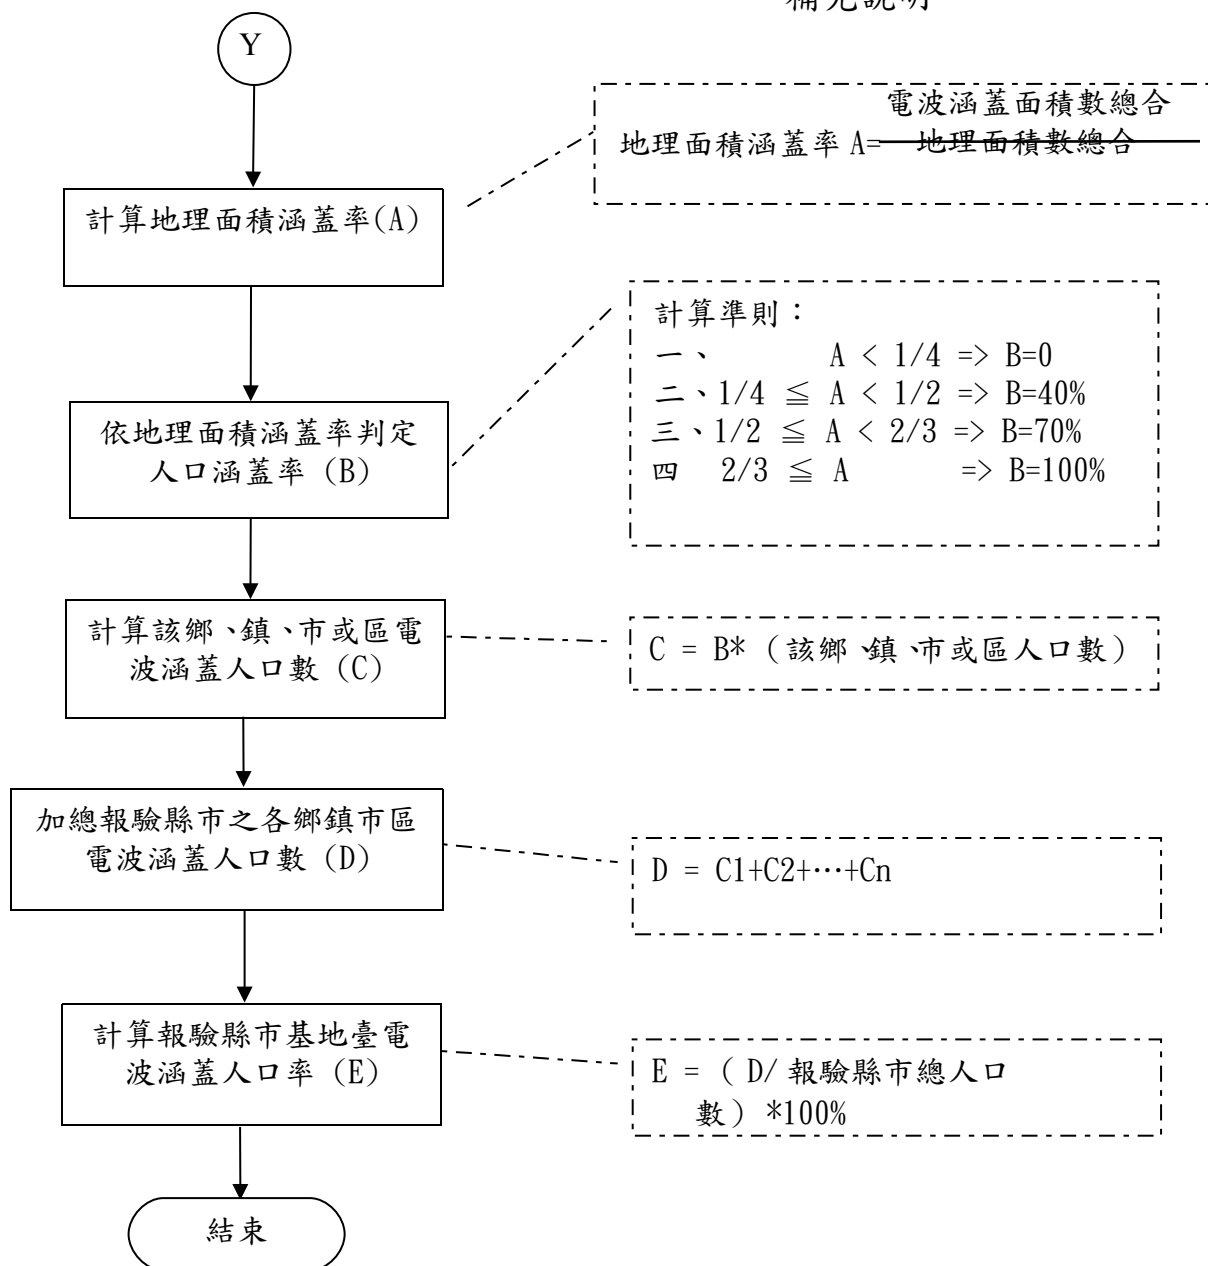 補充說明
Y
電波涵蓋面積數總合
地理面積涵蓋率 A= 地理面積數總合
計算地理面積涵蓋率(A)
計算準則：
一、 A < 1/4 => B=0
二、1/4 ≦ A < 1/2 => B=40%
三、1/2 ≦ A < 2/3 => B=70%
四 2/3 ≦ A => B=100%
依地理面積涵蓋率判定
人口涵蓋率 (B)
計算該鄉、鎮、市或區電
波涵蓋人口數 (C)
C = B* （該鄉、鎮、市或區人口數）
加總報驗縣市之各鄉鎮市區
電波涵蓋人口數 (D)
D = C1+C2+…+Cn
計算報驗縣市基地臺電
波涵蓋人口率 (E)
E = （ D/ 報驗縣市總人口
數） *100%
結束